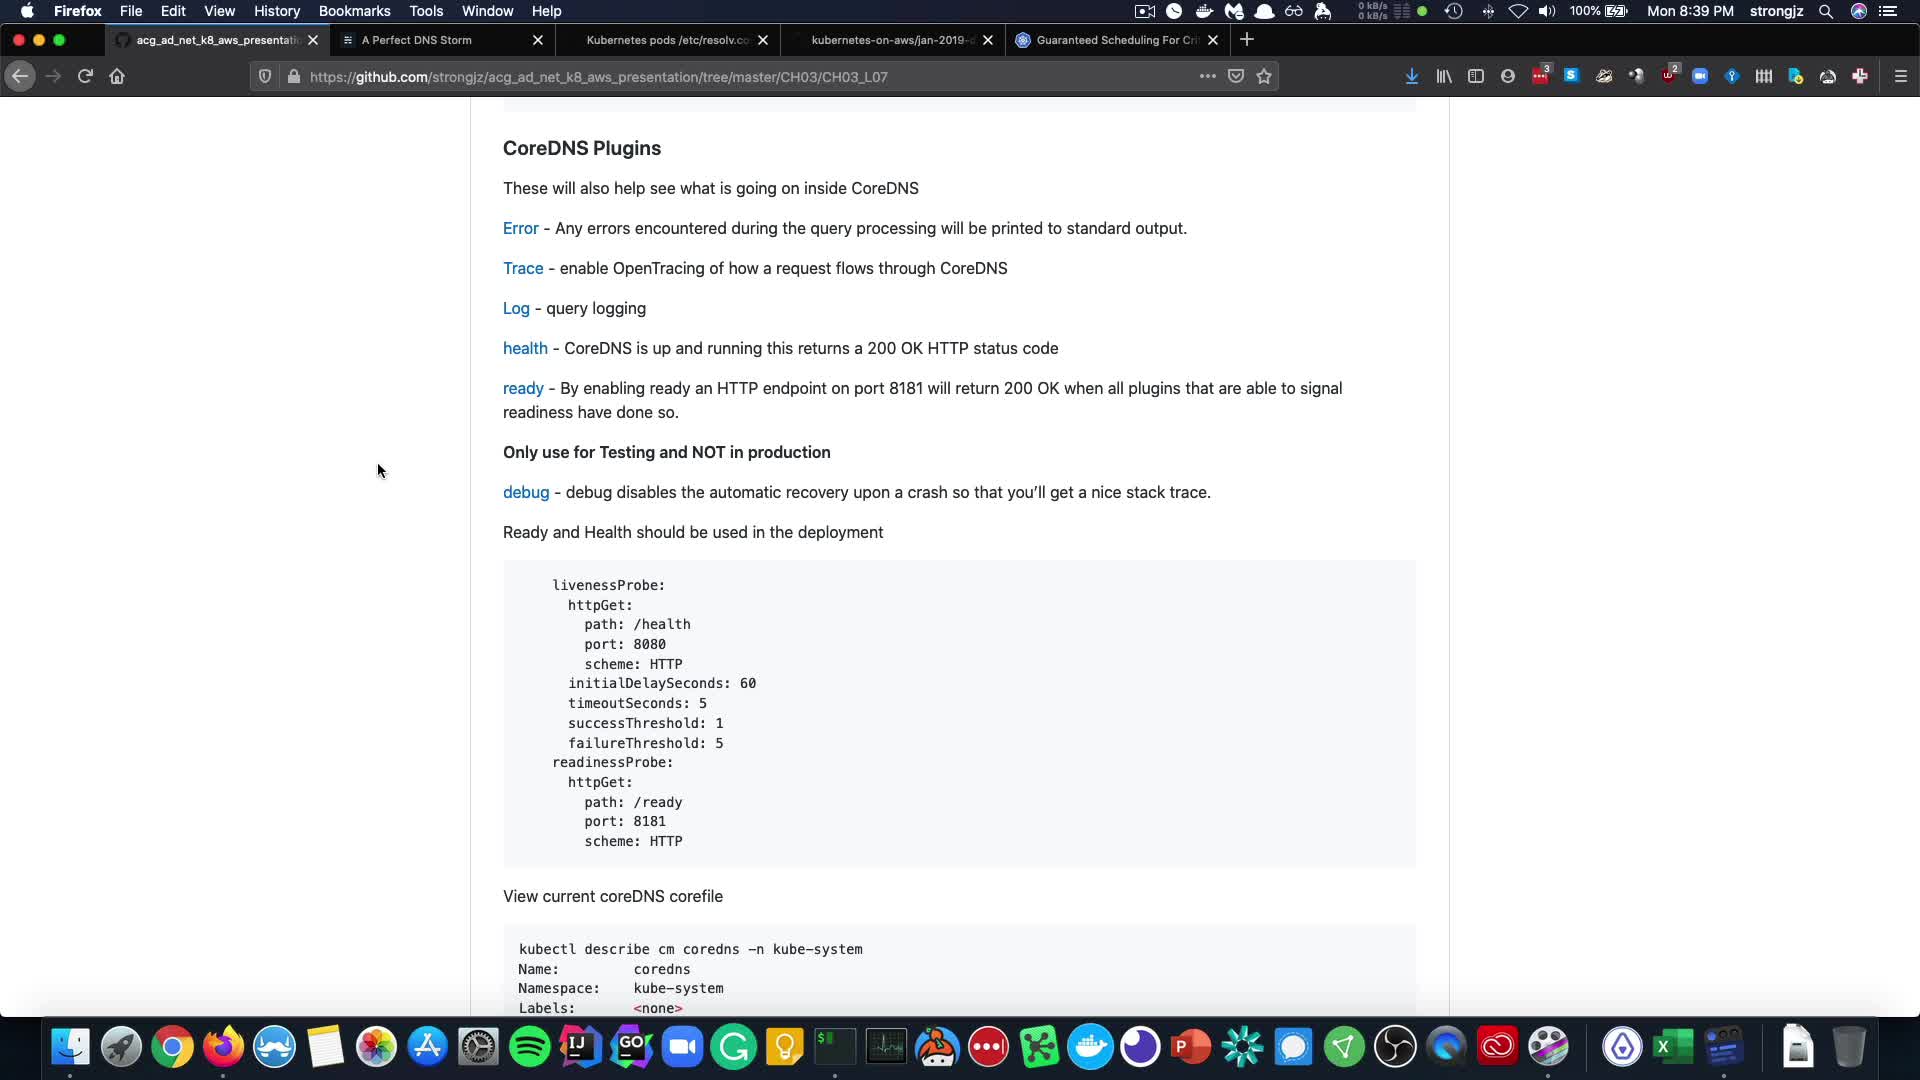 Firefox File Edit View History Bookmarks Tools Window Help
0 kB/s
0 kB/s
100% Mon 8:39 PM strongjz
acg_ad_net_k8_aws_presentatio A Perfect DNS Storm Kubernetes pods /etc/resolv.co kubernetes-on-aws/jan-2019-d Guaranteed Scheduling For Cri
https://github.com/strongjz/acg_ad_net_k8_aws_presentation/tree/master/CH03/CH03_L07
3
2
CoreDNS Plugins
These will also help see what is going on inside CoreDNS
Error - Any errors encountered during the query processing will be printed to standard output.
Trace - enable OpenTracing of how a request flows through CoreDNS
Log - query logging
health - CoreDNS is up and running this returns a 200 OK HTTP status code
ready - By enabling ready an HTTP endpoint on port 8181 will return 200 OK when all plugins that are able to signal
readiness have done so.
Only use for Testing and NOT in production
debug - debug disables the automatic recovery upon a crash so that you'll get a nice stack trace.
Ready and Health should be used in the deployment
livenessProbe:
httpGet:
path: /health
port: 8080
scheme: HTTP
initialDelaySeconds: 60
timeoutSeconds: 5
successThreshold: 1
failureThreshold: 5
readinessProbe:
httpGet:
path: /ready
port: 8181
scheme: HTTP
View current coreDNS corefile
kubectl describe cm coredns -n kube-system
Name: coredns
Namespace: kube-system
Labels: <none>